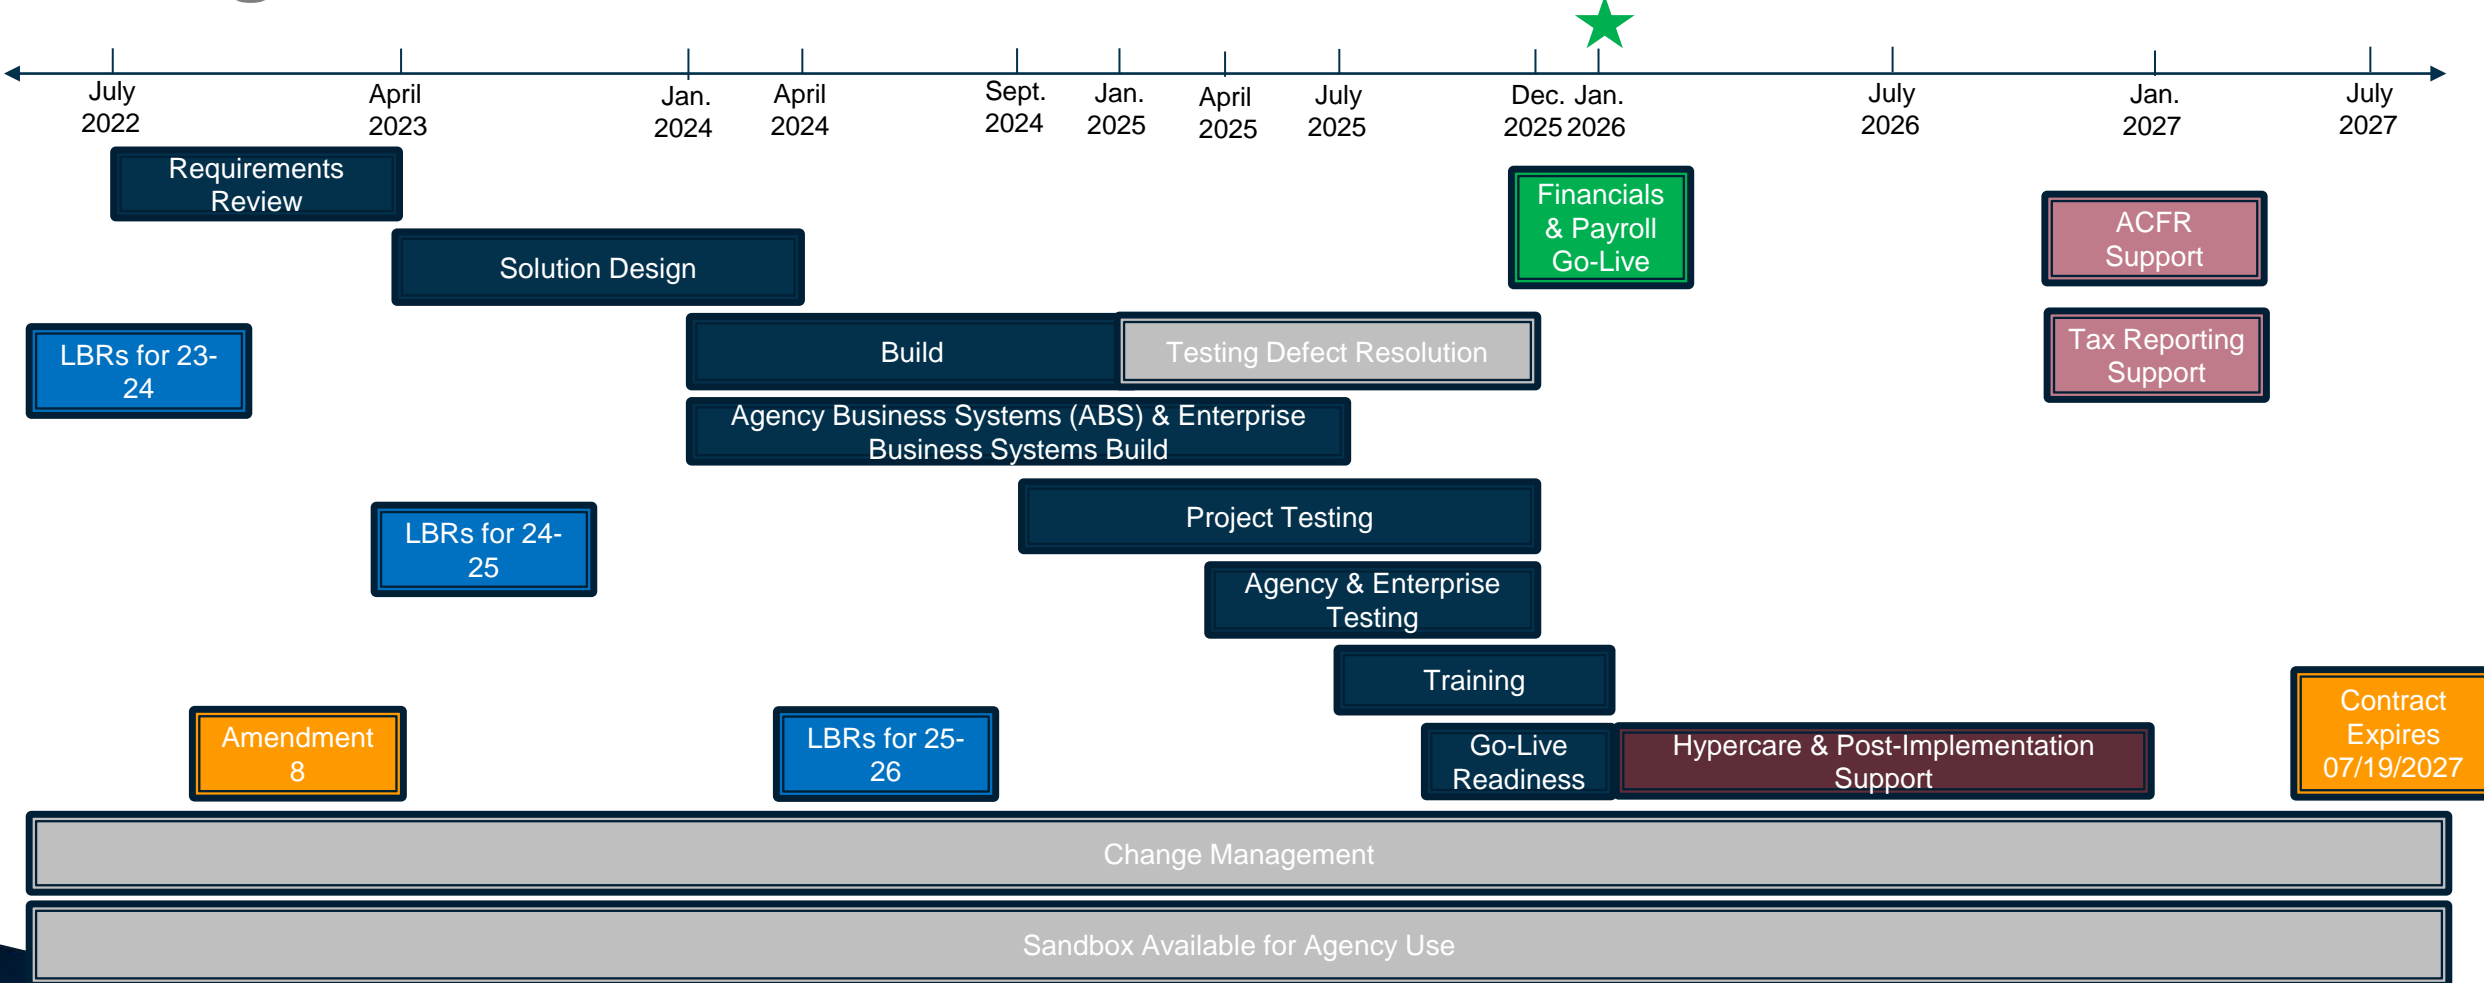 July
2022
April
2023
Jan.
2024
April
2024
Sept.
2024
Jan.
2025
April
2025
July
2025
Dec.
2025
Jan.
2026
July
2026
Jan.
2027
July
2027
Requirements
Review
Financials
& Payroll
Go-Live
ACFR
Support
Solution Design
LBRs for 23-
24
Build
Testing Defect Resolution
Tax Reporting
Support
Agency Business Systems (ABS) & Enterprise
Business Systems Build
LBRs for 24-
25
Project Testing
Agency & Enterprise
Testing
Training
Amendment
8
LBRs for 25-
26
Go-Live
Readiness
Hypercare & Post-Implementation
Support
Contract
Expires
07/19/2027
Change Management
Sandbox Available for Agency Use